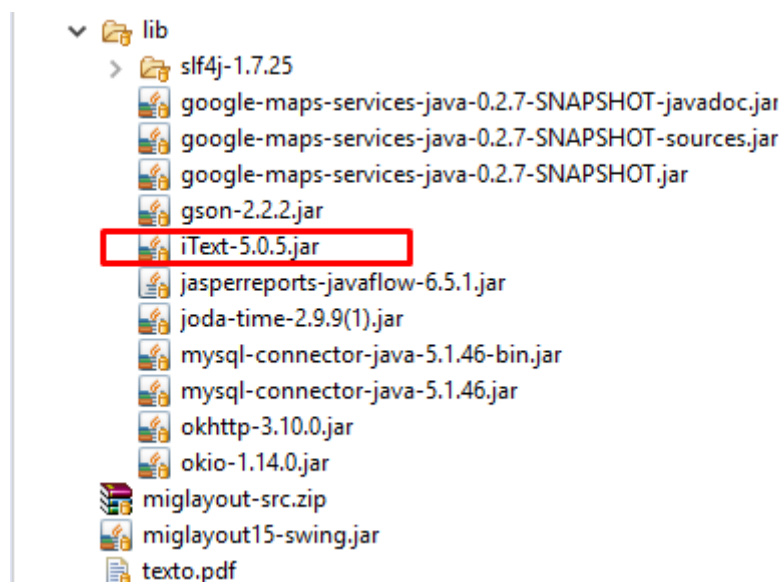 lib
slf4j-1.7.25
google-maps-services-java-0.2.7-SNAPSHOT-javadoc.jar
google-maps-services-java-0.2.7-SNAPSHOT-sources.jar
google-maps-services-java-0.2.7-SNAPSHOT.jar
gson-2.2.2.jar
iText-5.0.5.jar
jasperreports-javaflow-6.5.1.jar
joda-time-2.9.9(1).jar
mysql-connector-java-5.1.46-bin.jar
mysql-connector-java-5.1.46.jar
okhttp-3.10.0.jar
okio-1.14.0.jar
miglayout-src.zip
miglayout15-swing.jar
texto.pdf